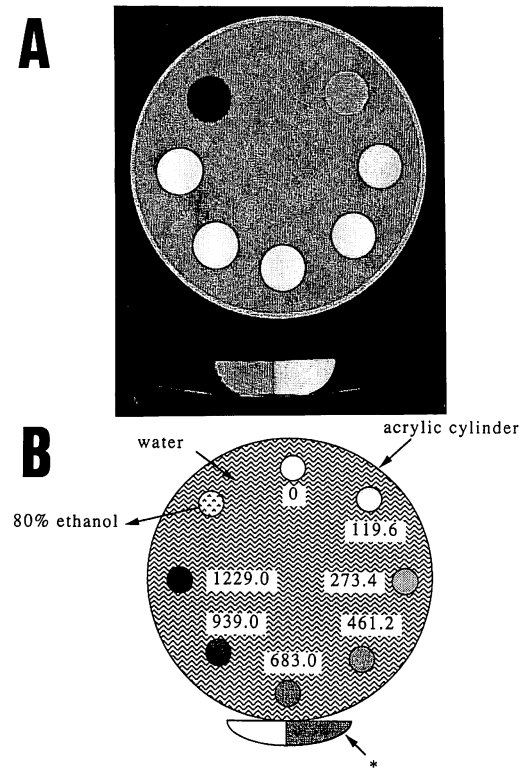 A
B
acrylic cylinder
water
80% ethanol
0
119.6
1229.0
273.4
939.0
461.2
683.0
*